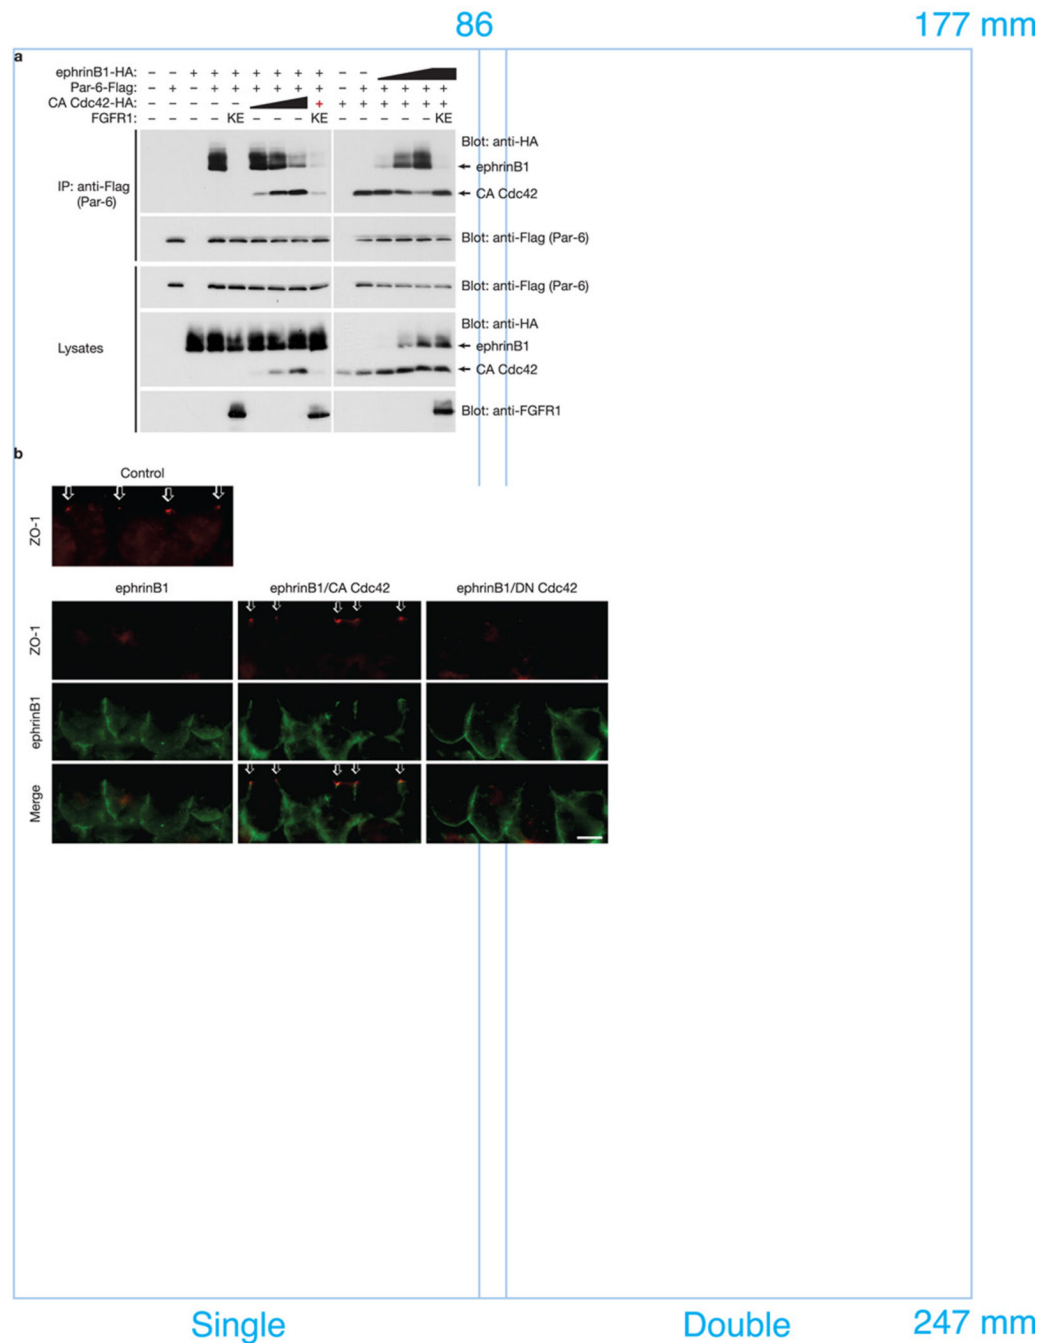 86
177 mm
a
ephrinB1-HA: – – + + + + + + + – – 
Par-6-Flag: – + – + + + + + + – + + + + +
CA Cdc42-HA: – – – – – + + + + + + +
FGFR1: – – – – KE – – – KE – – – – – KE
Blot: anti-HA
ephrinB1
IP: anti-Flag
(Par-6)
CA Cdc42
Blot: anti-Flag (Par-6)
Blot: anti-Flag (Par-6)
Blot: anti-HA
ephrinB1
Lysates
CA Cdc42
Blot: anti-FGFR1
b
Control
ZO-1
ephrinB1
ephrinB1/CA Cdc42
ephrinB1/DN Cdc42
ZO-1
ephrinB1
Merge
Single
Double
247 mm